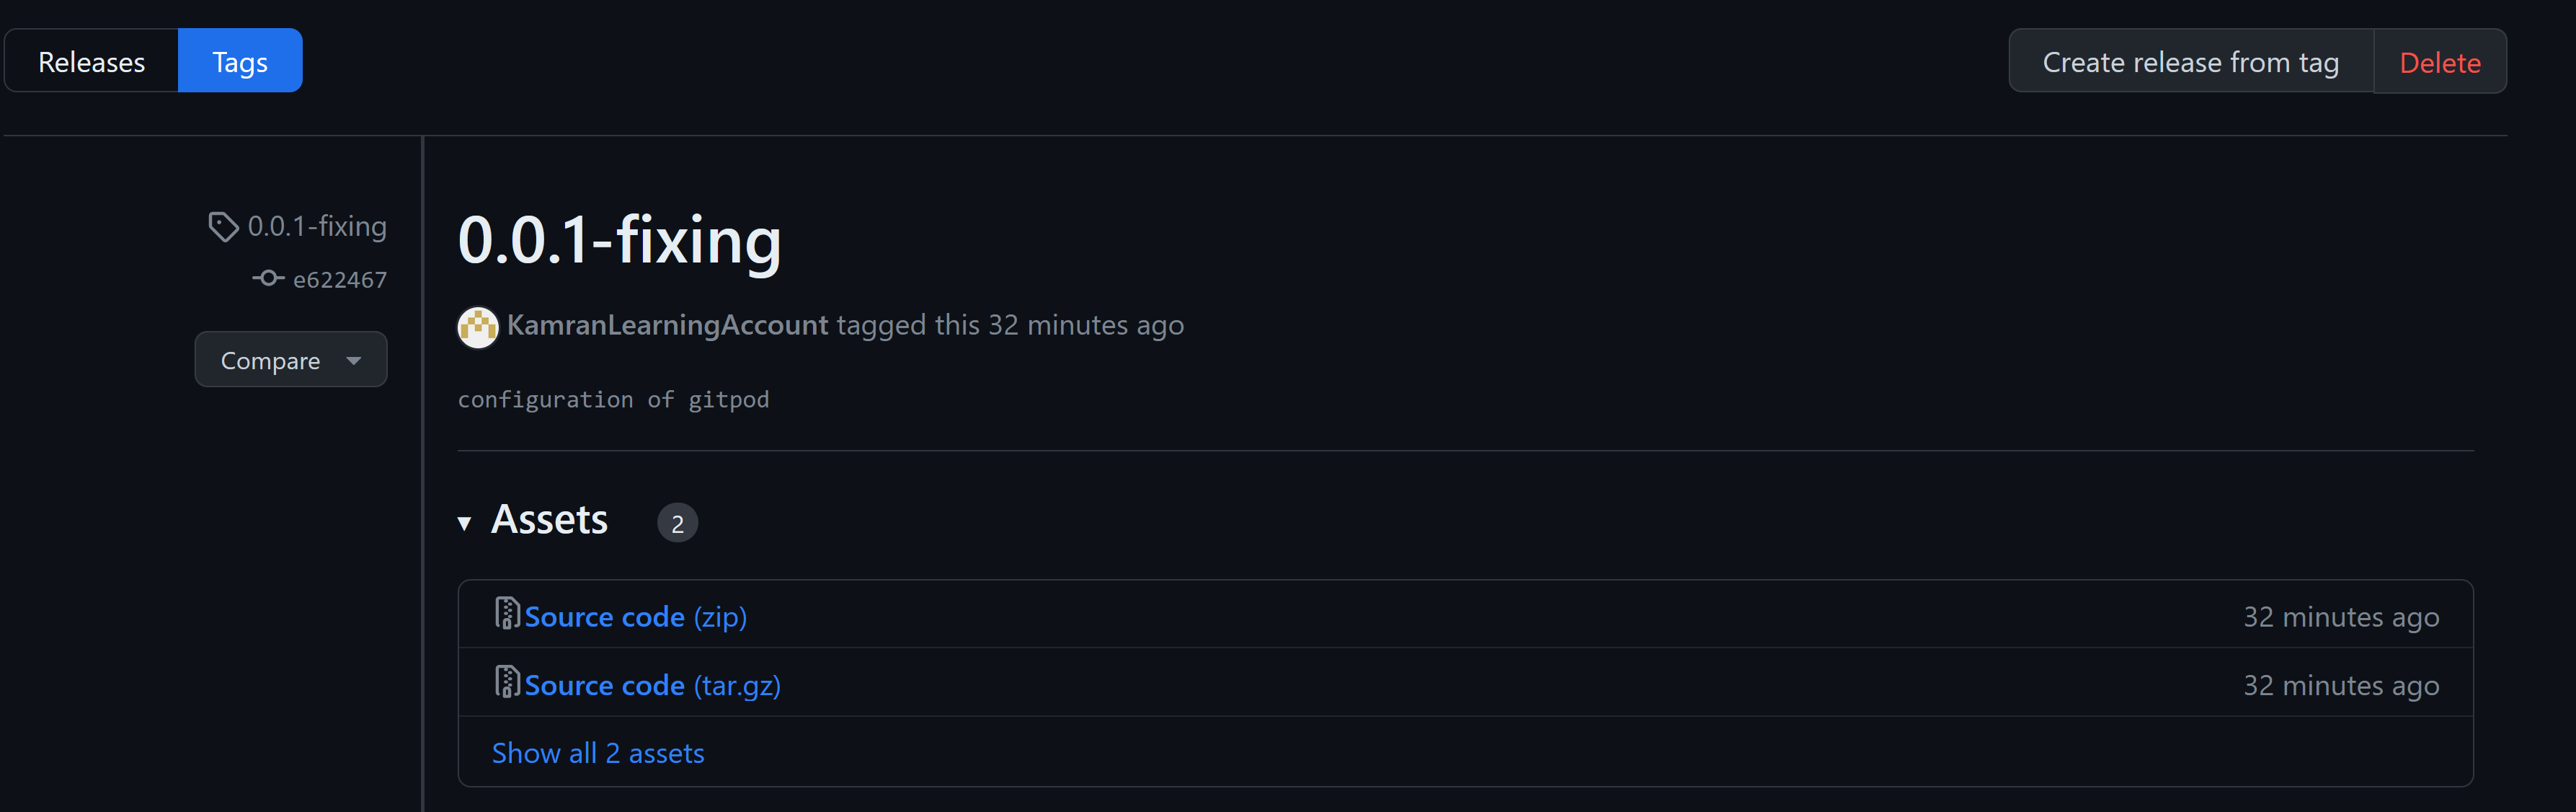 Releases Tags Create release from tag Delete
0.0.1-fixing
e622467
Compare
0.0.1-fixing
KamranLearningAccount tagged this 32 minutes ago
configuration of gitpod
Assets 2
Source code (zip) 32 minutes ago
Source code (tar.gz) 32 minutes ago
Show all 2 assets